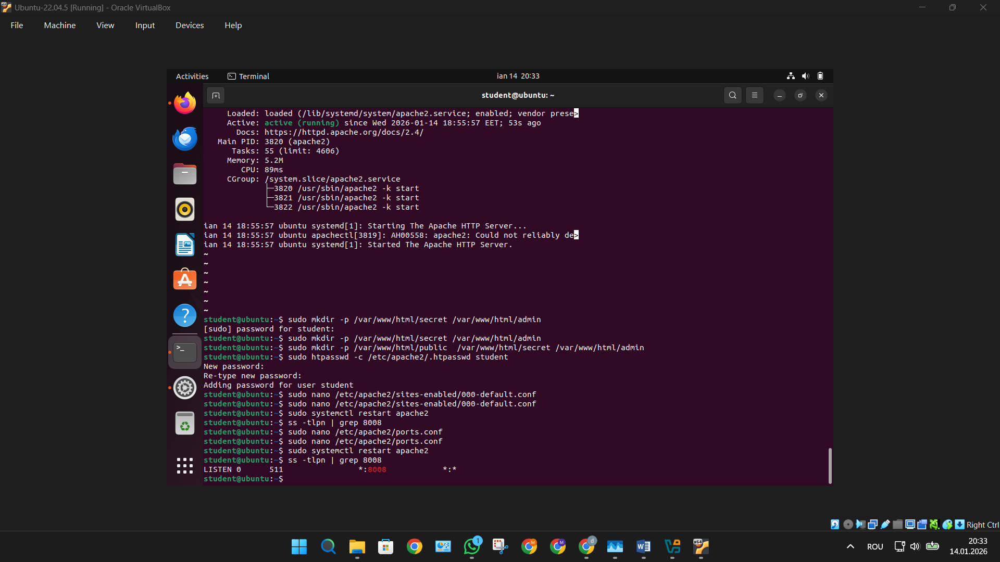 Ubuntu-22.04.5 [Running] - Oracle VirtualBox
File Machine View Input Devices Help
Activities Terminal ian 14 20:33
student@ubuntu: ~
Loaded: loaded (/lib/systemd/system/apache2.service; enabled; vendor prese>
Active: active (running) since Wed 2026-01-14 18:55:57 EET; 53s ago
Docs: https://httpd.apache.org/docs/2.4/
Main PID: 3820 (apache2)
Tasks: 55 (limit: 4606)
Memory: 5.2M
CPU: 89ms
CGroup: /system.slice/apache2.service
├─3820 /usr/sbin/apache2 -k start
├─3821 /usr/sbin/apache2 -k start
└─3822 /usr/sbin/apache2 -k start
ian 14 18:55:57 ubuntu systemd[1]: Starting The Apache HTTP Server...
ian 14 18:55:57 ubuntu apachectl[3819]: AH00558: apache2: Could not reliably de>
ian 14 18:55:57 ubuntu systemd[1]: Started The Apache HTTP Server.
~
~
~
~
~
~
~
student@ubuntu:~$ sudo mkdir -p /var/www/html/secret /var/www/html/admin
[sudo] password for student:
student@ubuntu:~$ sudo mkdir -p /var/www/html/secret /var/www/html/admin
student@ubuntu:~$ sudo mkdir -p /var/www/html/public  /var/www/html/secret /var/www/html/admin
student@ubuntu:~$ sudo htpasswd -c /etc/apache2/.htpasswd student
New password:
Re-type new password:
Adding password for user student
student@ubuntu:~$ sudo nano /etc/apache2/sites-enabled/000-default.conf
student@ubuntu:~$ sudo nano /etc/apache2/sites-enabled/000-default.conf
student@ubuntu:~$ sudo systemctl restart apache2
student@ubuntu:~$ ss -tlpn | grep 8008
student@ubuntu:~$ sudo nano /etc/apache2/ports.conf
student@ubuntu:~$ sudo nano /etc/apache2/ports.conf
student@ubuntu:~$ sudo systemctl restart apache2
student@ubuntu:~$ ss -tlpn | grep 8008
LISTEN 0 511 *:8008 *:*
student@ubuntu:~$
Right Ctrl
ROU
20:33
14.01.2026